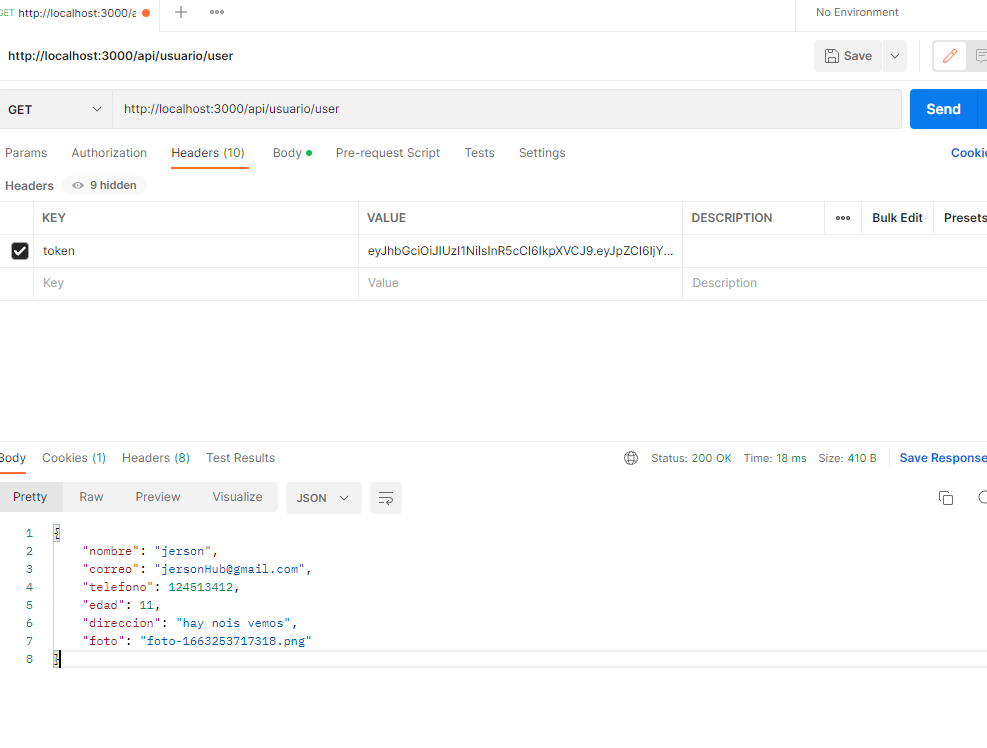 GET http://localhost:3000/a
No Environment
http://localhost:3000/api/usuario/user
Save
GET
http://localhost:3000/api/usuario/user
Send
Params Authorization Headers (10) Body Pre-request Script Tests Settings
Cookie
Headers 9 hidden
KEY VALUE DESCRIPTION Bulk Edit Presets
token
Key Value Description
Body Cookies (1) Headers (8) Test Results
Status: 200 OK Time: 18 ms Size: 410 B Save Response
Pretty Raw Preview Visualize JSON
1 {
2 "nombre": "jerson",
3 "correo": "jersonHub@gmail.com",
4 "telefono": 124513412,
5 "edad": 11,
6 "direccion": "hay nois vemos",
7 "foto": "foto-1663253717318.png"
8 }